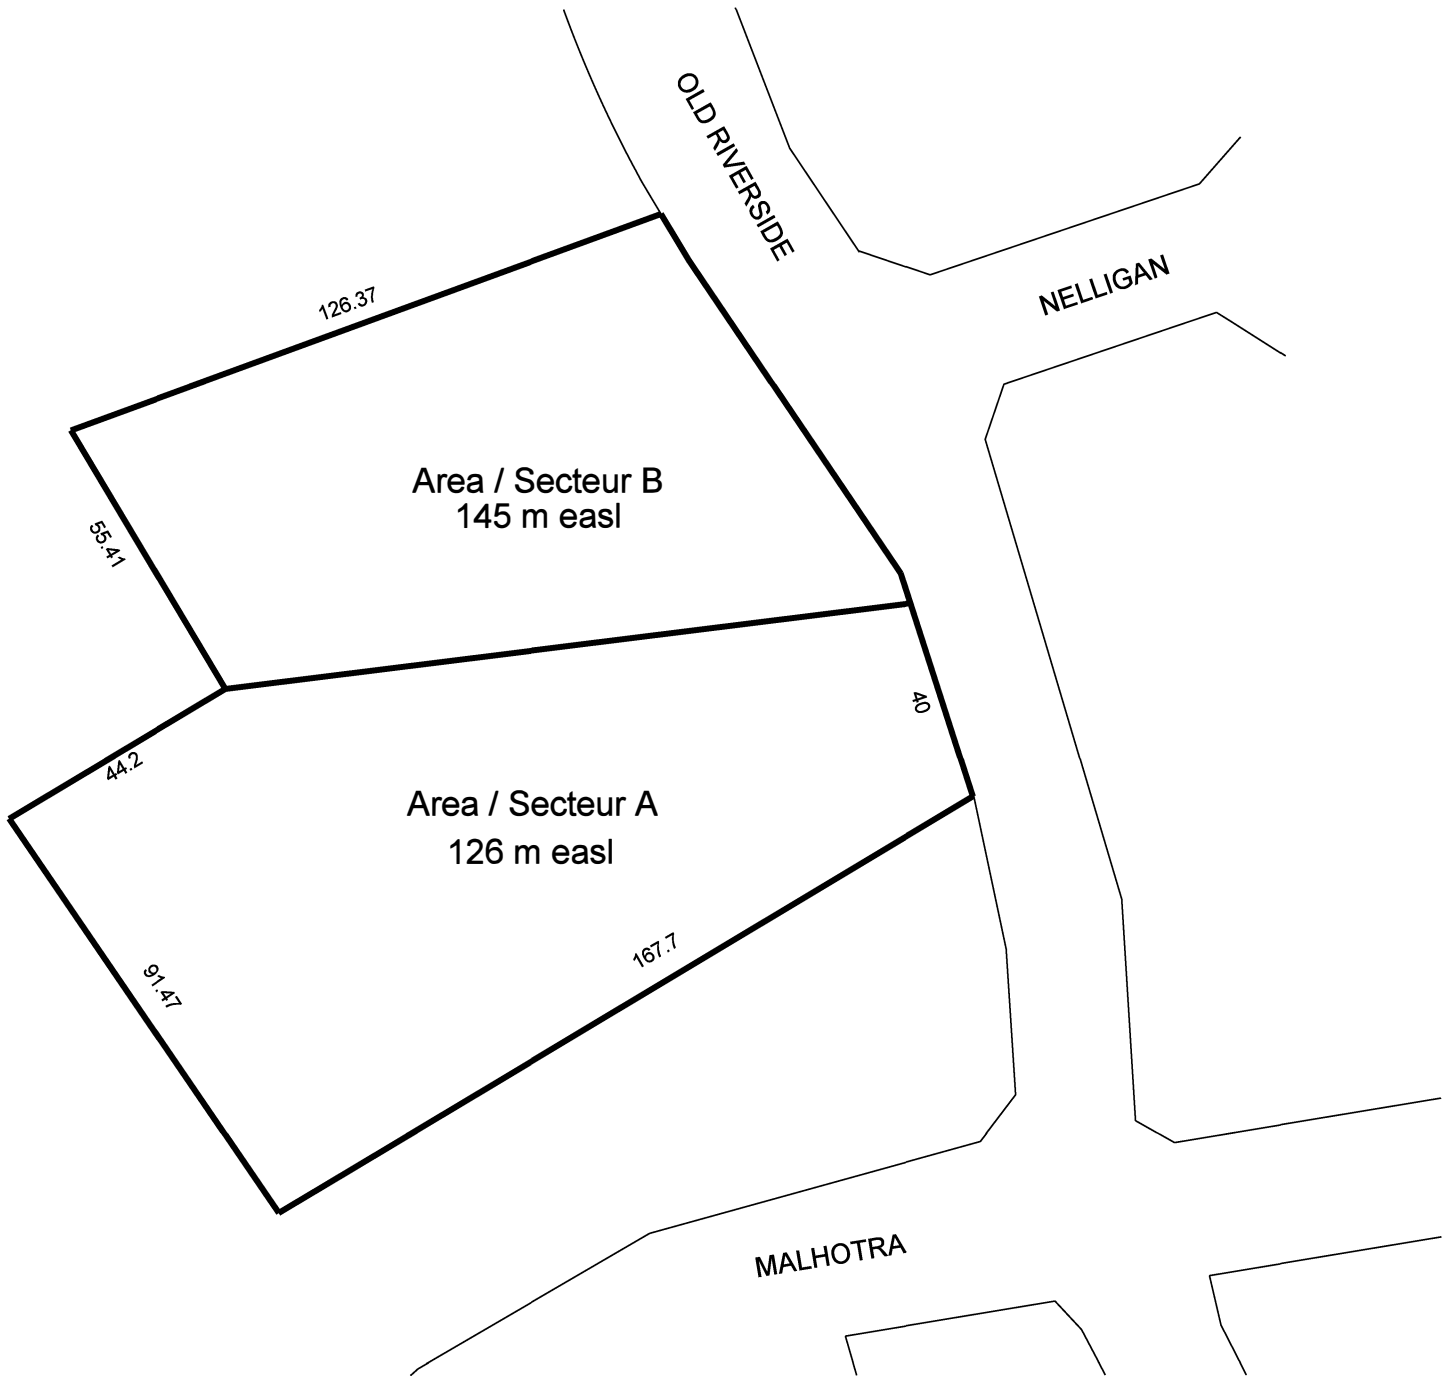 OLD RIVERSIDE
NELLIGAN
126.37
Area / Secteur B
145 m easl
55.41
40
44.2
Area / Secteur A
126 m easl
167.7
91.47
MALHOTRA